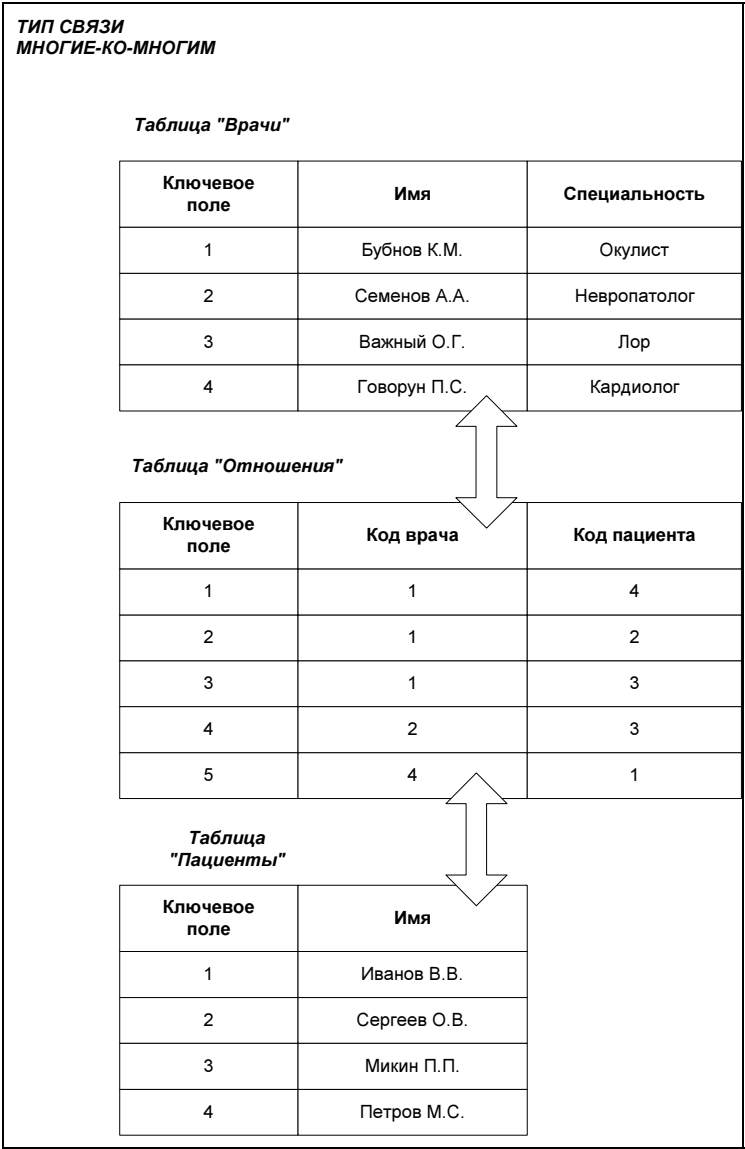 ТИП СВЯЗИ
МНОГИЕ-КО-МНОГИМ
Таблица "Врачи"
Ключевое поле Имя Специальность
1 Бубнов К.М. Окулист
2 Семенов А.А. Невропатолог
3 Важный О.Г. Лор
4 Говорун П.С. Кардиолог
Таблица "Отношения"
Ключевое поле Код врача Код пациента
1 1 4
2 1 2
3 1 3
4 2 3
5 4 1
Таблица
"Пациенты"
Ключевое поле Имя
1 Иванов В.В.
2 Сергеев О.В.
3 Микин П.П.
4 Петров М.С.